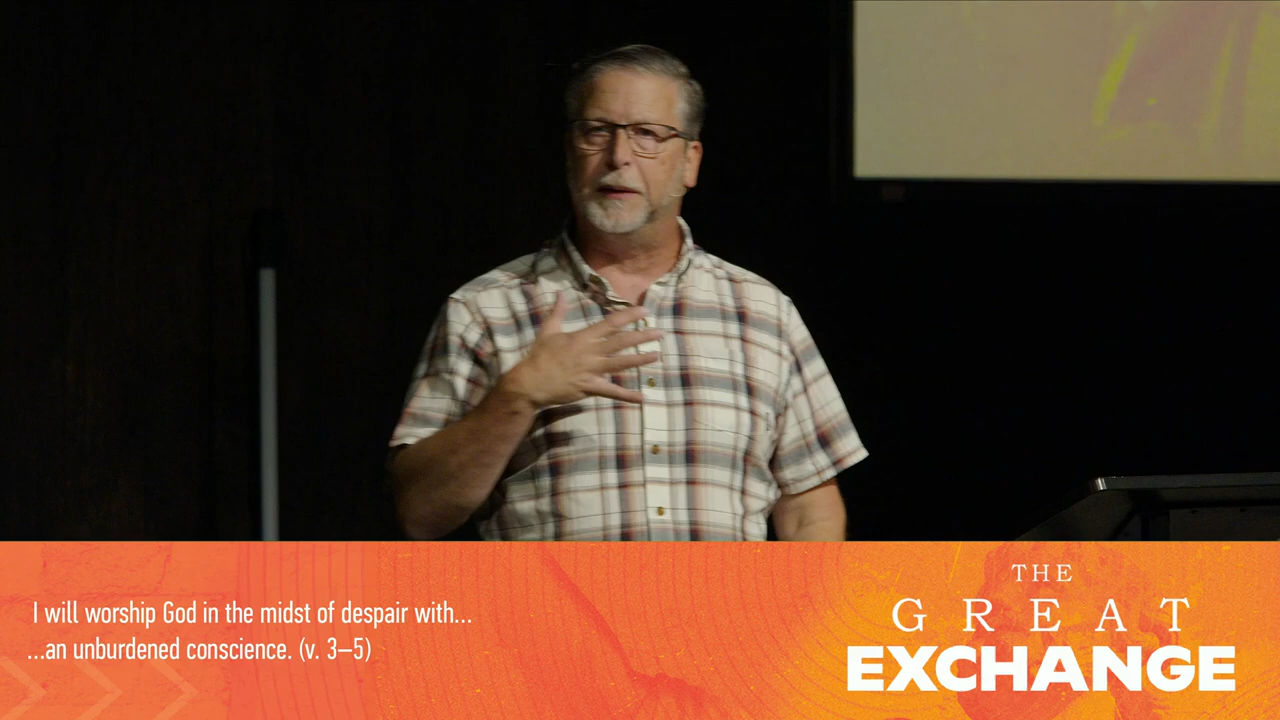 I will worship God in the midst of despair with...
...an unburdened conscience. (v. 3–5)
THE
GREAT
EXCHANGE